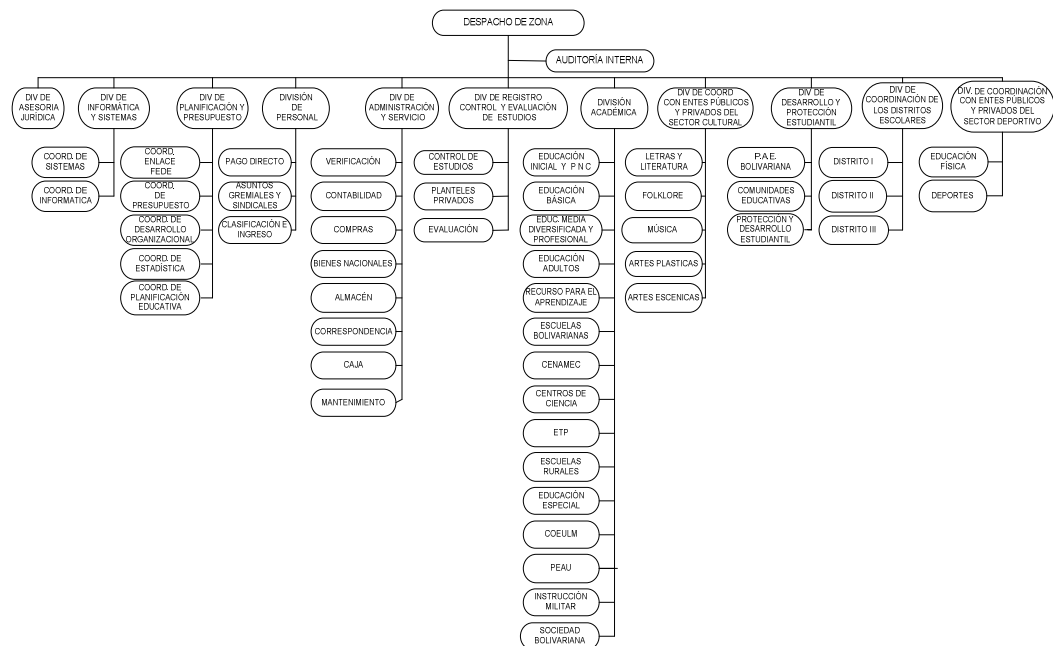 DESPACHO DE ZONA
AUDITORÍA INTERNA
DIV DE
ASESORIA
JURÍDICA
DIV DE
INFORMÁTICA
Y SISTEMAS
DIV DE
PLANIFICACIÓN Y
PRESUPUESTO
DIVISIÓN
DE
PERSONAL
DIV DE
ADMINISTRACIÓN
Y SERVICIO
DIV DE REGISTRO
CONTROL Y EVALUACIÓN
DE ESTUDIOS
DIVISIÓN
ACADÉMICA
DIV DE COORD
CON ENTES PÚBLICOS
Y PRIVADOS DEL
SECTOR CULTURAL
DIV DE
DESARROLLO Y
PROTECCIÓN
ESTUDIANTIL
DIV DE
COORDINACIÓN DE
LOS DISTRITOS
ESCOLARES
DIV. DE COORDINACIÓN
CON ENTES PÚBLICOS
Y PRIVADOS DEL
SECTOR DEPORTIVO
COORD. DE
SISTEMAS
COORD. DE
INFORMATICA
COORD.
ENLACE
FEDE
COORD.
DE
PRESUPUESTO
COORD. DE
DESARROLLO
ORGANIZACIONAL
COORD. DE
ESTADÍSTICA
COORD. DE
PLANIFICACIÓN
EDUCATIVA
PAGO DIRECTO
ASUNTOS
GREMIALES Y
SINDICALES
CLASIFICACIÓN E
INGRESO
VERIFICACIÓN
CONTABILIDAD
COMPRAS
BIENES NACIONALES
ALMACÉN
CORRESPONDENCIA
CAJA
MANTENIMIENTO
CONTROL DE
ESTUDIOS
PLANTELES
PRIVADOS
EVALUACIÓN
EDUCACIÓN
INICIAL Y P N C
EDUCACIÓN
BÁSICA
EDUC. MEDIA
DIVERSIFICADA Y
PROFESIONAL
EDUCACIÓN
ADULTOS
RECURSO PARA EL
APRENDIZAJE
ESCUELAS
BOLIVARIANAS
CENAMEC
CENTROS DE
CIENCIA
ETP
ESCUELAS
RURALES
EDUCACIÓN
ESPECIAL
COEULM
PEAU
INSTRUCCIÓN
MILITAR
SOCIEDAD
BOLIVARIANA
LETRAS Y
LITERATURA
FOLKLORE
MÚSICA
ARTES PLASTICAS
ARTES ESCENICAS
P.A.E.
BOLIVARIANA
COMUNIDADES
EDUCATIVAS
PROTECCIÓN Y
DESARROLLO
ESTUDIANTIL
DISTRITO I
DISTRITO II
DISTRITO III
EDUCACIÓN
FÍSICA
DEPORTES